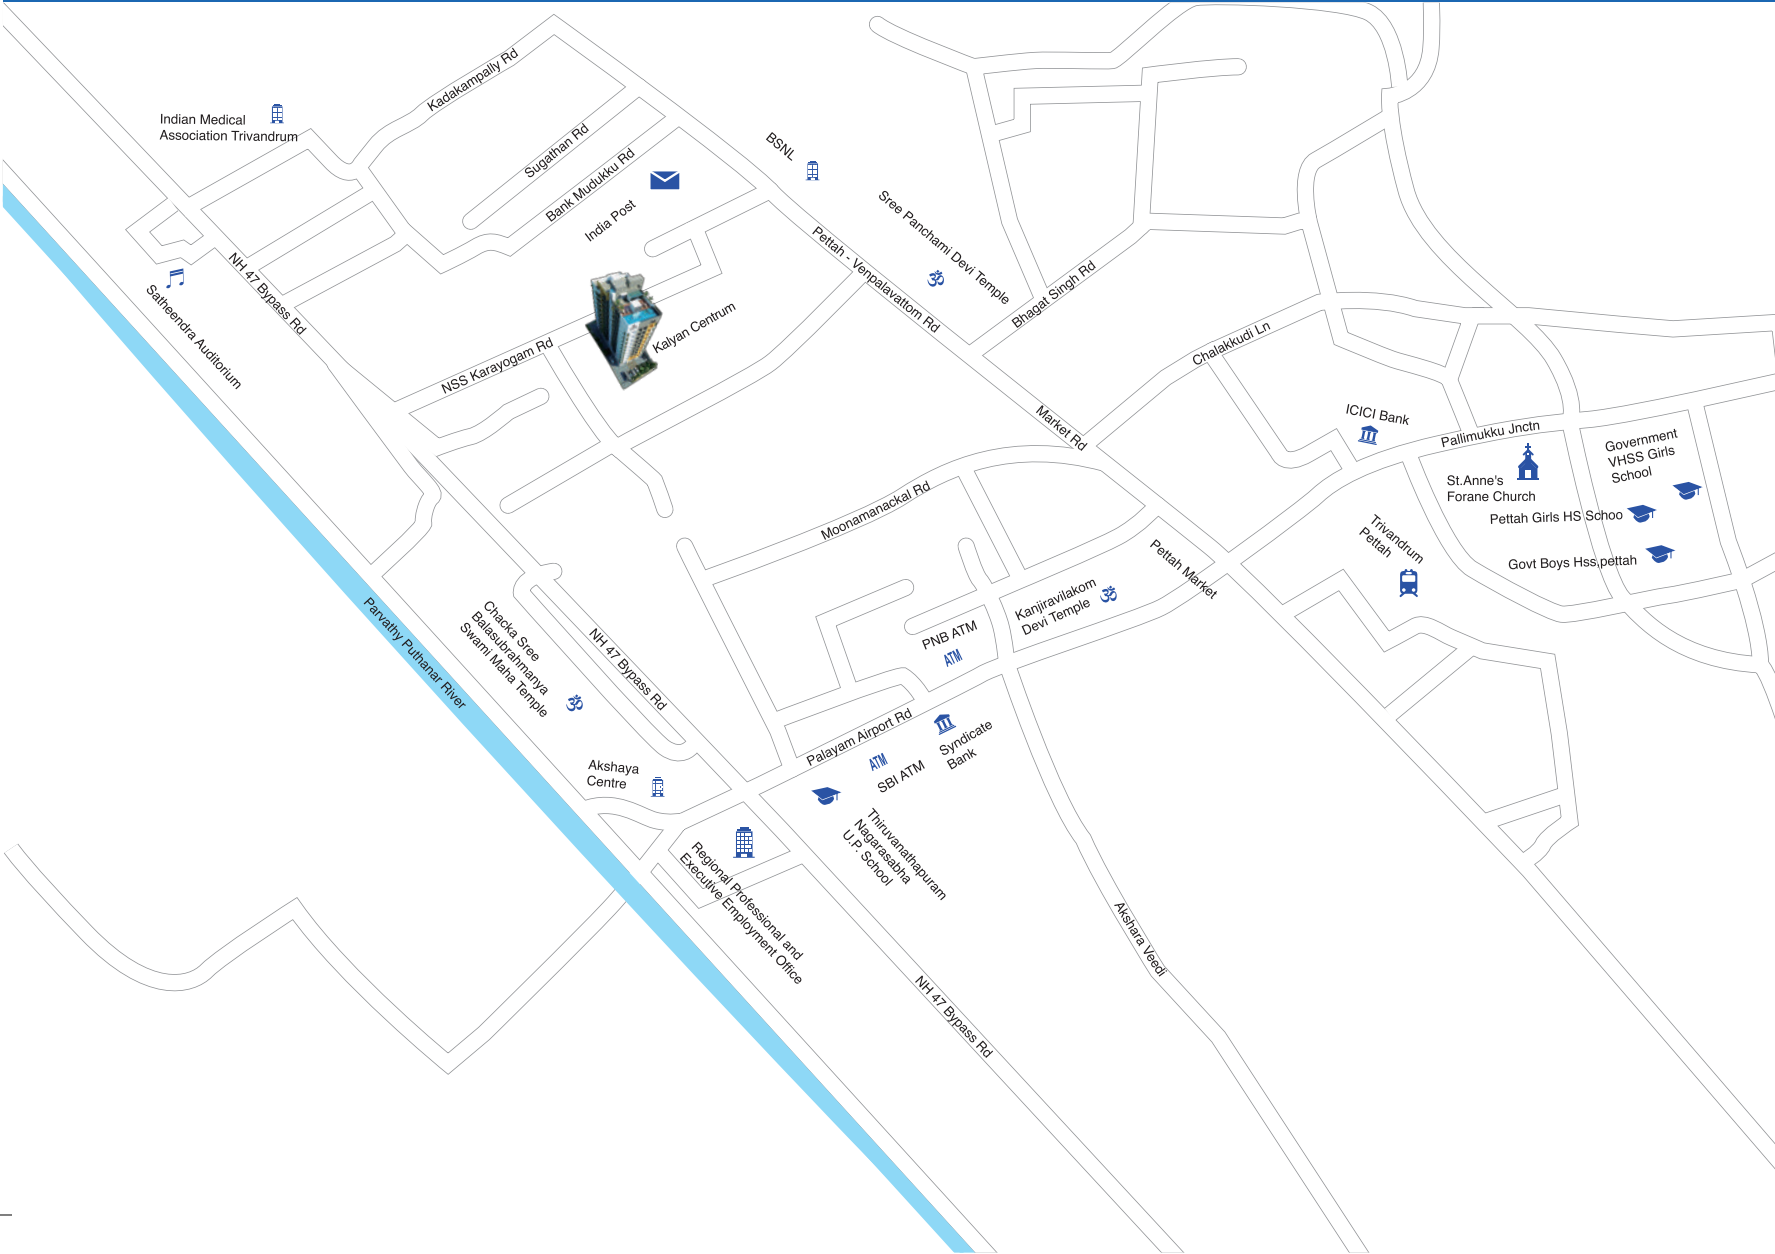 Kadakampally Rd
Indian Medical
Association Trivandrum
Sugathan Rd
Bank Mudukku Rd
India Post
BSNL
Sree Panchami Devi Temple
Pettah - Venpalavattom Rd
Bhagat Singh Rd
NH 47 Bypass Rd
Satheendra Auditorium
NSS Karayogam Rd
Kalyan Centrum
Chalakkudi Ln
Market Rd
ICICI Bank
Pallimukku Jnctn
Government
VHSS Girls
School
St.Anne's
Forane Church
Pettah Girls HS Schoo
Govt Boys Hss pettah
Trivandrum
Pettah
Moonamanackal Rd
Pettah Market
Kanjiravilakom
Devi Temple
PNB ATM
ATM
Chacka Sree
Balasubrahmanya
Swami Maha Temple
NH 47 Bypass Rd
Parvathy Puthanar River
Palayam Airport Rd
Syndicate
Bank
ATM
SBI ATM
Akshaya
Centre
Thiruvanathapuram
Nagarasabha
U.P. School
Regional Professional and
Executive Employment Office
Akshara Veedi
NH 47 Bypass Rd